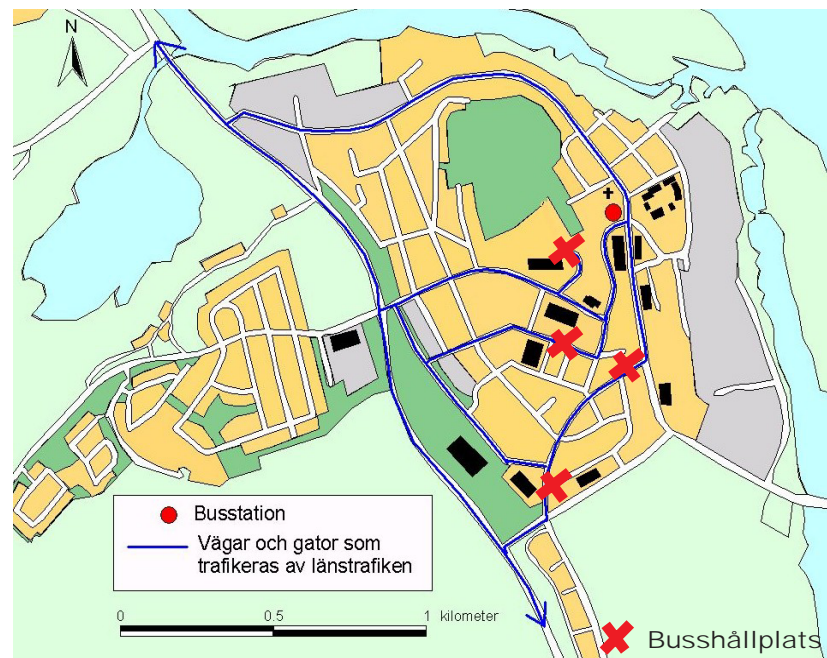 N
Busstation
Vägar och gator som
trafikeras av länstrafiken
0 0.5 1 kilometer
Busshållplats